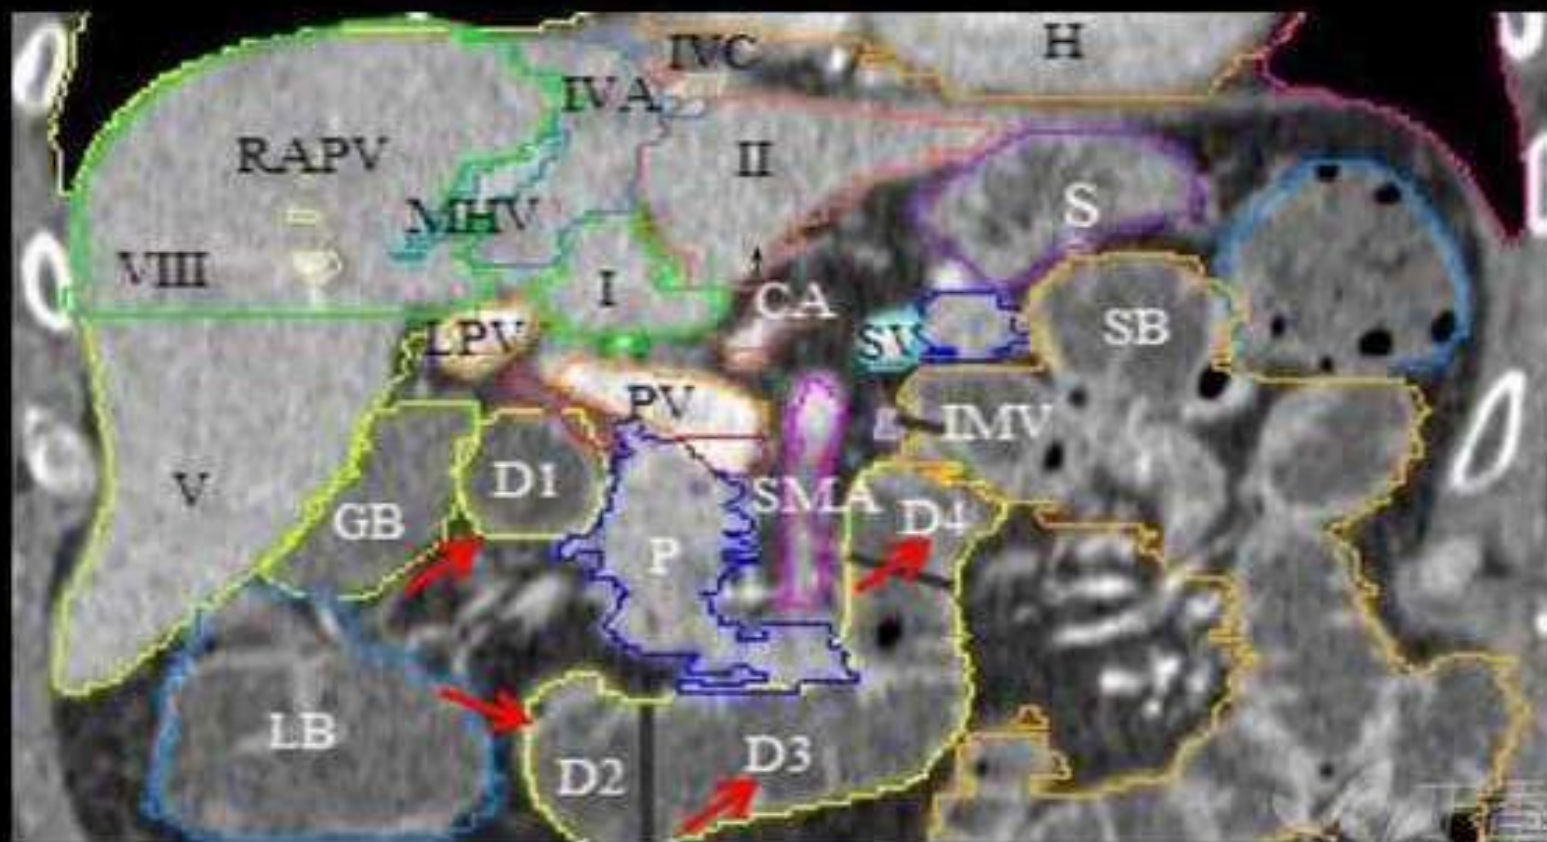 H
IVC
IVA
RAPV
II
S
MHV
VIII
I
CA
LPV
SV
SB
PV
IMV
V
D1
GB
SMA
D4
P
LB
D2
D3